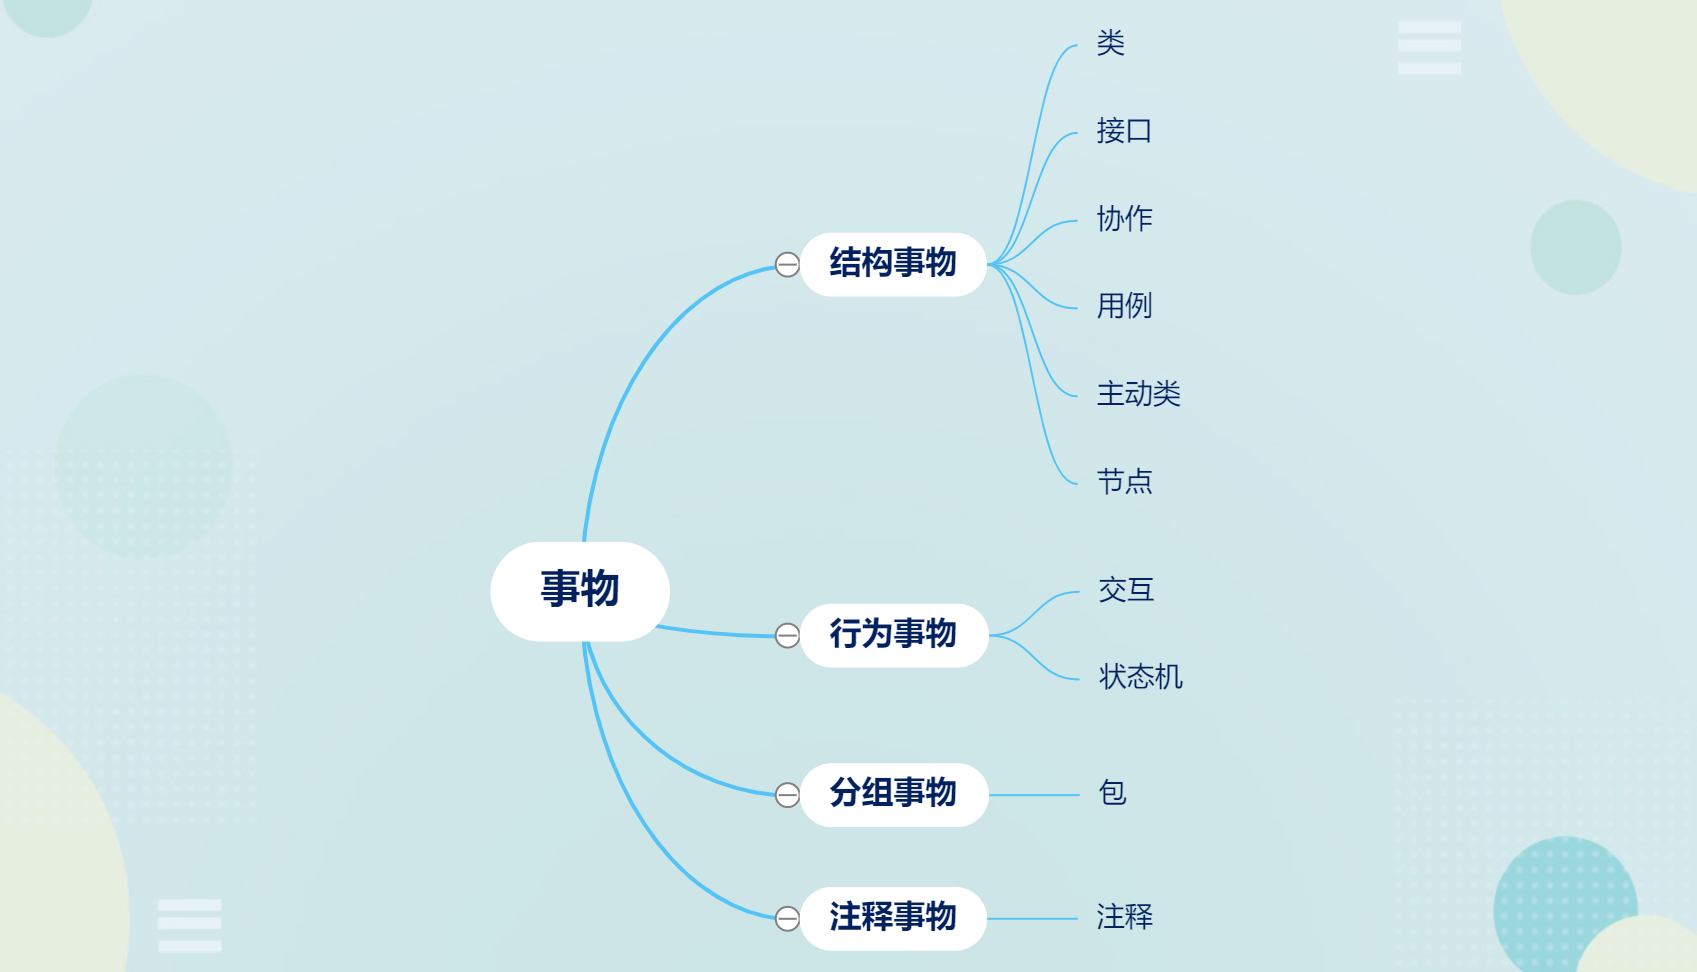 事物
结构事物
类
接口
协作
用例
主动类
节点
行为事物
交互
状态机
分组事物
包
注释事物
注释